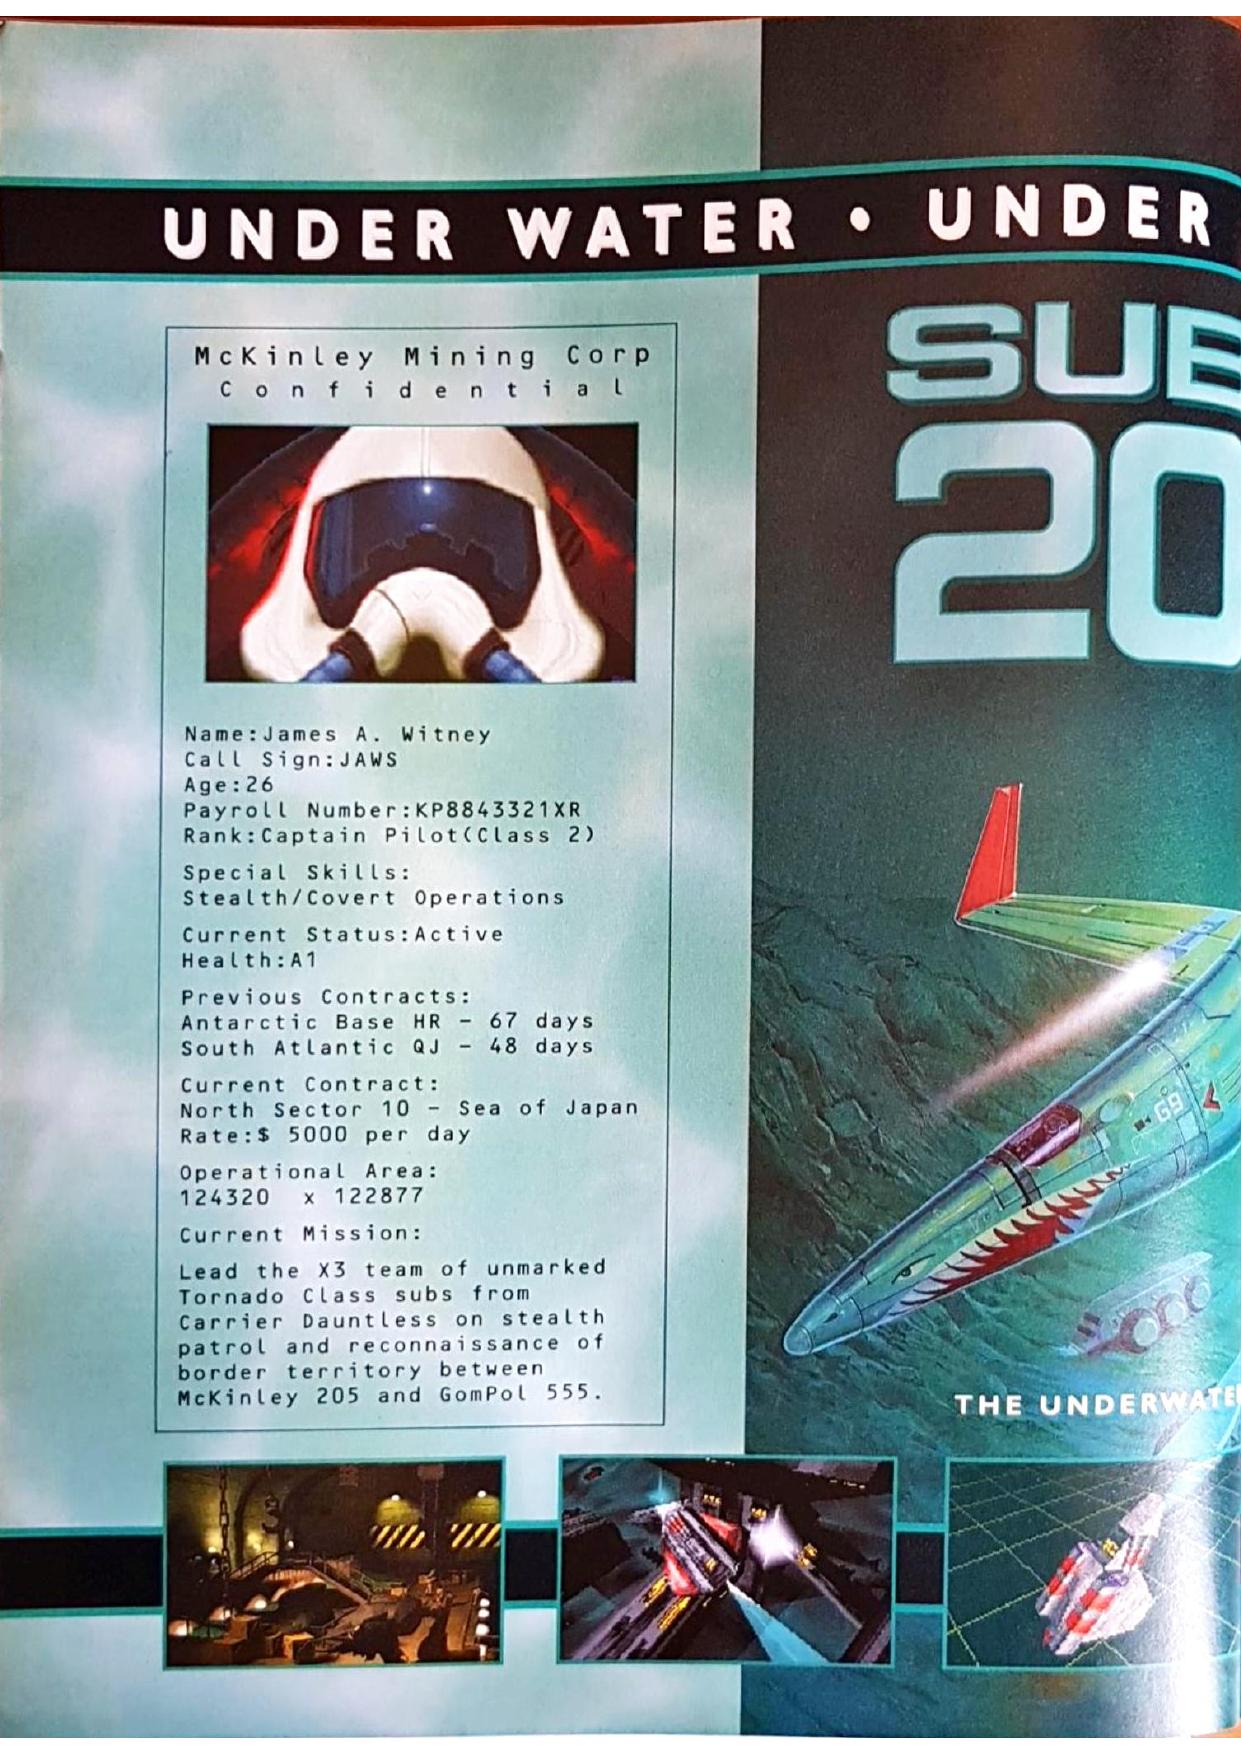 UNDER WATER • UNDER
SUB
20
McKinley Mining Corp
Confidential
Name:James A. Witney
Call Sign:JAWS
Age:26
Payroll Number:KP8843321XR
Rank:Captain Pilot(Class 2)
Special Skills:
Stealth/Covert Operations
Current Status:Active
Health:A1
Previous Contracts:
Antarctic Base HR – 67 days
South Atlantic QJ – 48 days
Current Contract:
North Sector 10 – Sea of Japan
Rate:$ 5000 per day
Operational Area:
124320 x 122877
Current Mission:
Lead the X3 team of unmarked
Tornado Class subs from
Carrier Dauntless on stealth
patrol and reconnaissance of
border territory between
McKinley 205 and GomPol 555.
G9
THE UNDERWATE